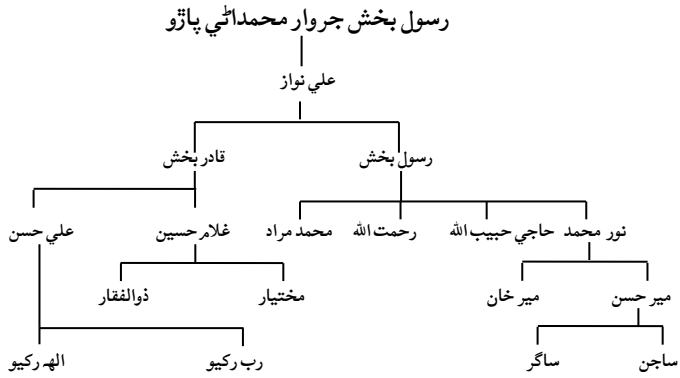 رسول بخش جروار محمداڻي پاڙو
علي نواز
رسول بخش
قادر بخش
نور محمد
حاجي حبيب الله
رحمت الله
محمد مراد
غلام حسين
علي حسن
مير حسن
مير خان
مختيار
ذوالفقار
ساجن
ساگر
رب رکيو
الهه رکيو